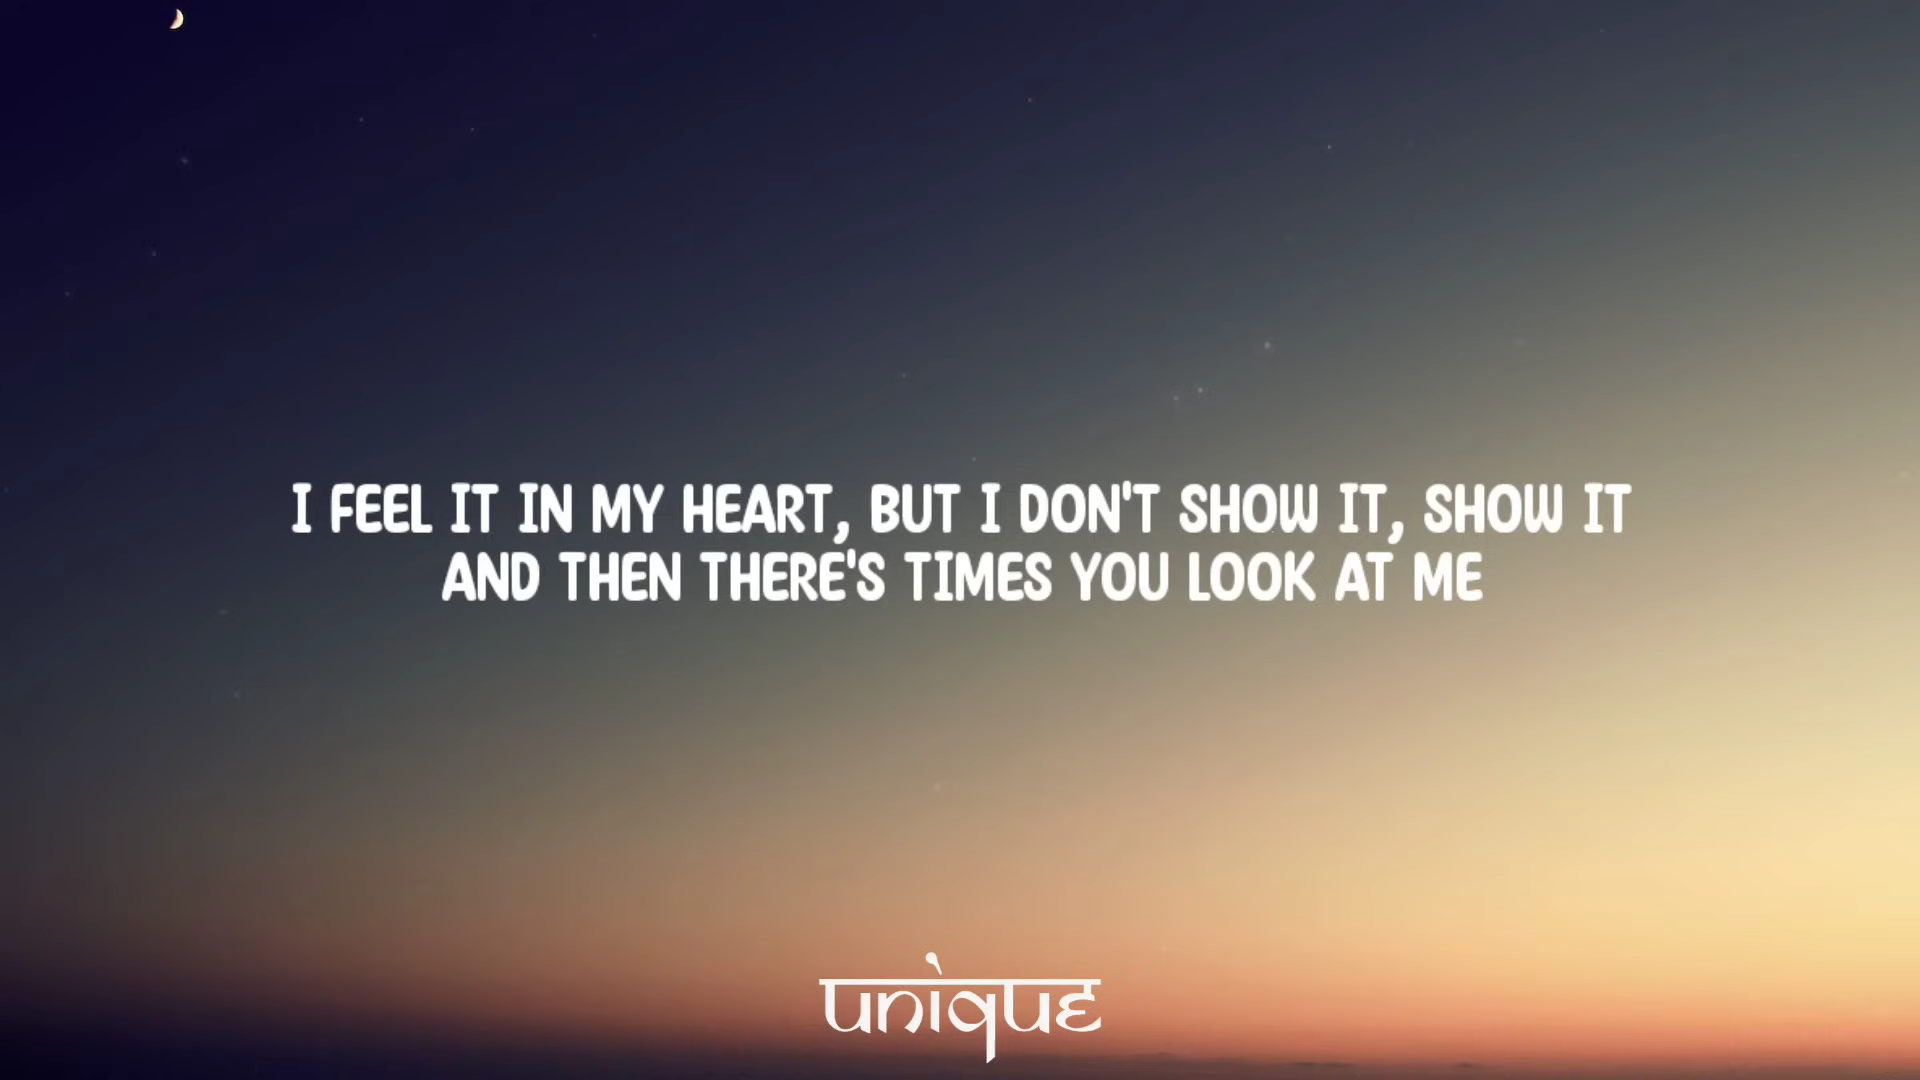 I FEEL IT IN MY HEART, BUT I DON'T SHOW IT, SHOW IT
AND THEN THERE'S TIMES YOU LOOK AT ME
unique